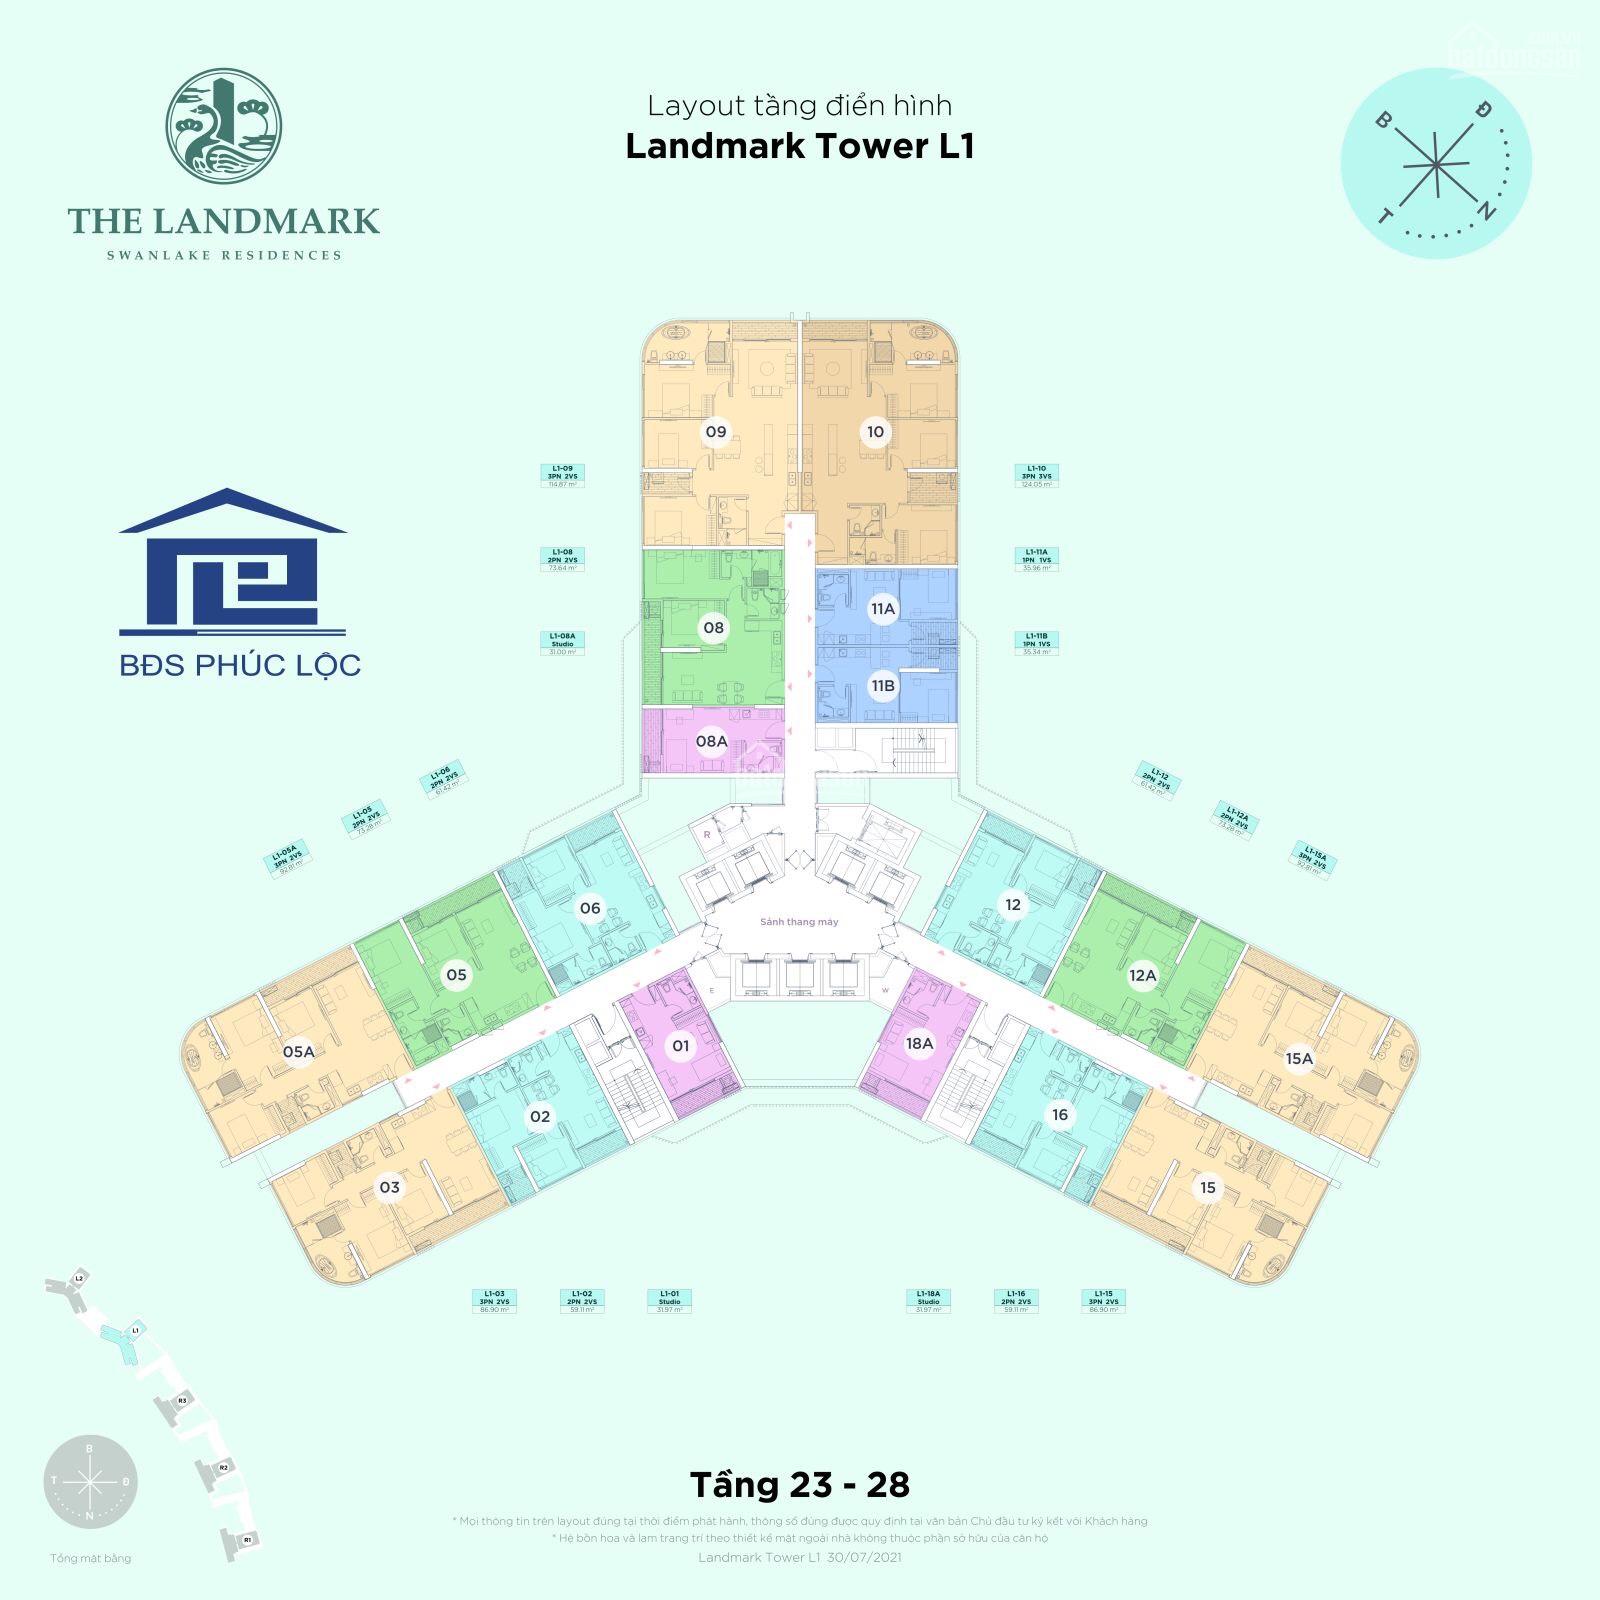 Layout tầng điển hình
Landmark Tower L1
THE LANDMARK
SWANLAKE RESIDENCES
B
Đ
T
N
BĐS PHÚC LỘC
L1-09
3PN 2VS
114.87 m²
L1-08
2PN 2VS
73.64 m²
L1-08A
Studio
31.00 m²
L1-10
3PN 3VS
124.05 m²
L1-11A
1PN 1VS
35.96 m²
L1-11B
1PN 1VS
35.34 m²
09
10
08
11A
11B
08A
L1-06
2PN 2VS
61.42 m²
L1-05
2PN 2VS
73.28 m²
L1-05A
3PN 2VS
92.81 m²
L1-12
2PN 2VS
61.42 m²
L1-12A
2PN 2VS
73.28 m²
L1-15A
3PN 2VS
92.81 m²
R
Sảnh thang máy
E
W
06
05
05A
01
02
03
12
12A
15A
18A
16
15
L1-03
3PN 2VS
86.90 m²
L1-02
2PN 2VS
59.11 m²
L1-01
Studio
31.97 m²
L1-18A
Studio
31.97 m²
L1-16
2PN 2VS
59.11 m²
L1-15
3PN 2VS
86.90 m²
L2
L1
R3
R2
R1
B
T
Đ
N
Tổng mặt bằng
Tầng 23 - 28
* Mọi thông tin trên layout đúng tại thời điểm phát hành, thông số đúng được quy định tại văn bản Chủ đầu tư ký kết với Khách hàng
* Hệ bồn hoa và lam trang trí theo thiết kế mặt ngoài nhà không thuộc phần sở hữu của căn hộ
Landmark Tower L1 30/07/2021